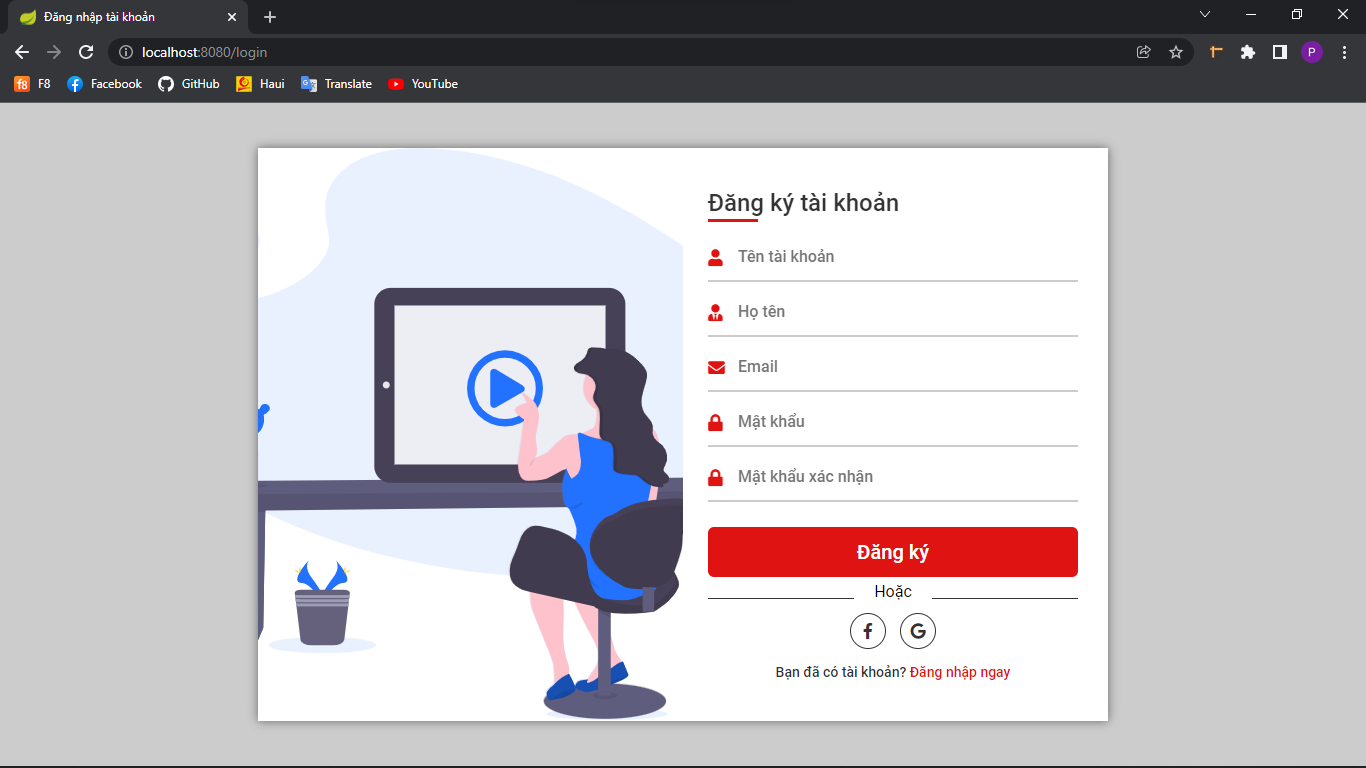 Đăng nhập tài khoản
localhost:8080/login
P
f8 F8 Facebook GitHub Haui Translate YouTube
Đăng ký tài khoản
Tên tài khoản
Họ tên
Email
Mật khẩu
Mật khẩu xác nhận
Đăng ký
Hoặc
f G
Bạn đã có tài khoản? Đăng nhập ngay